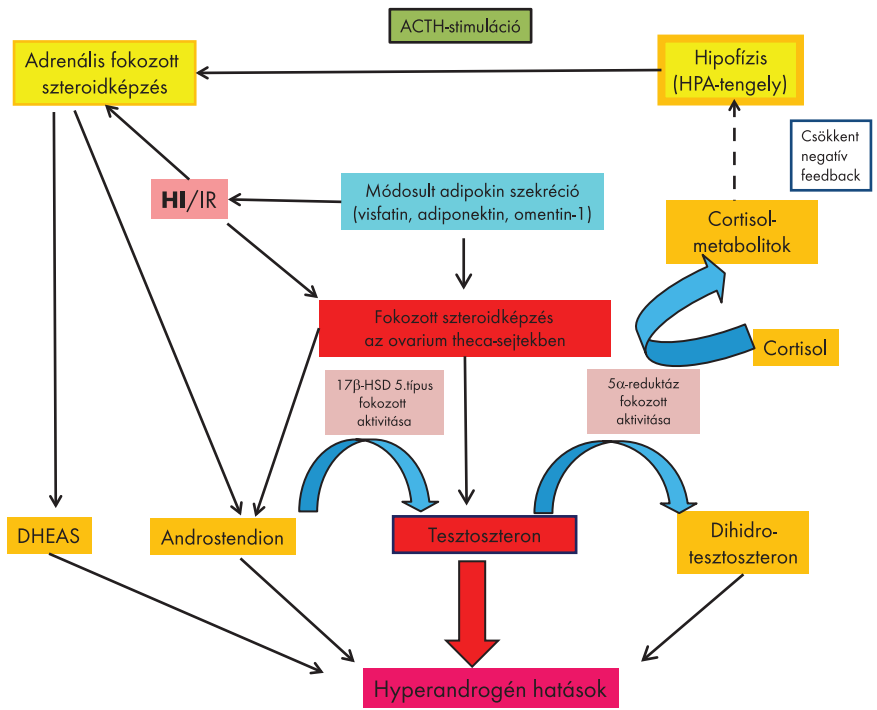 ACTH-stimuláció
Adrenális fokozott
szteroidképzés
Hipofízis
(HPA-tengely)
Csökkent
negatív
feedback
HI/IR
Módosult adipokin szekréció
(visfatin, adiponektin, omentin-1)
Cortisol-
metabolitok
Fokozott szteroidképzés
az ovarium theca-sejtekben
Cortisol
17β-HSD 5.típus
fokozott
aktivitása
5α-reduktáz
fokozott
aktivitása
DHEAS
Androstendion
Tesztoszteron
Dihidro-
tesztoszteron
Hyperandrogén hatások